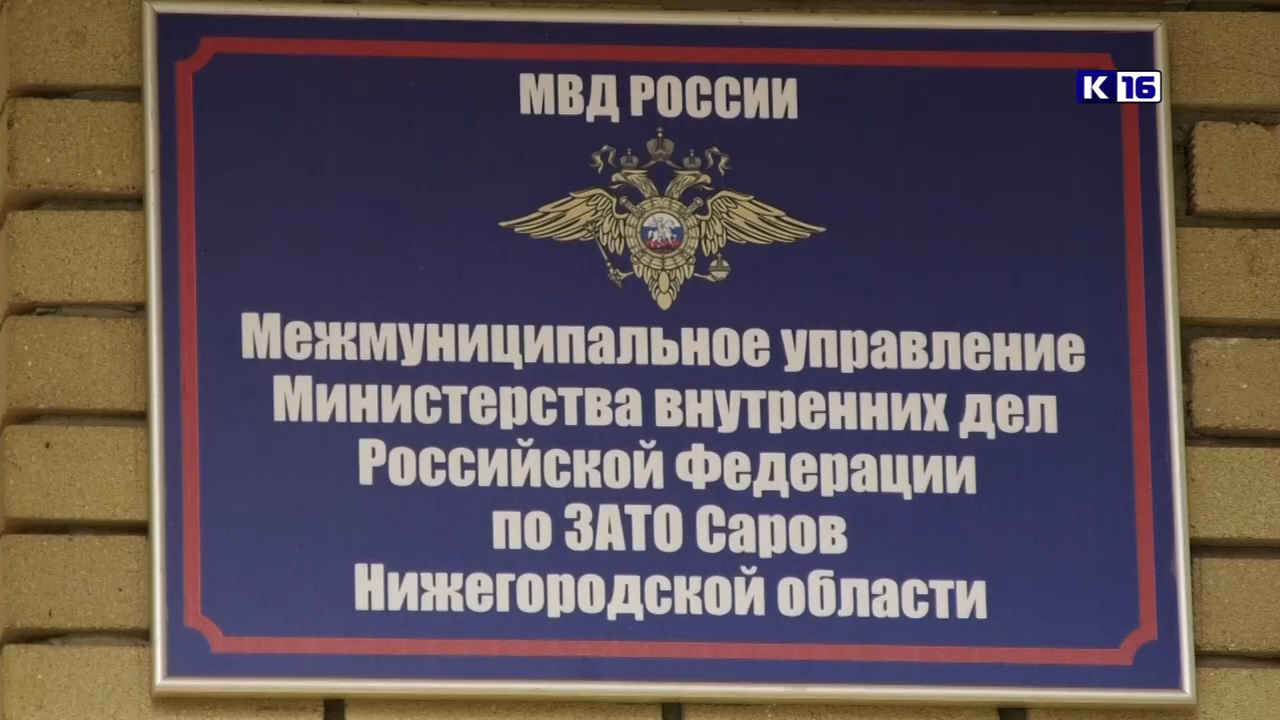 К 16
МВД РОССИИ
Межмуниципальное управление
Министерства внутренних дел
Российской Федерации
по ЗАТО Саров
Нижегородской области